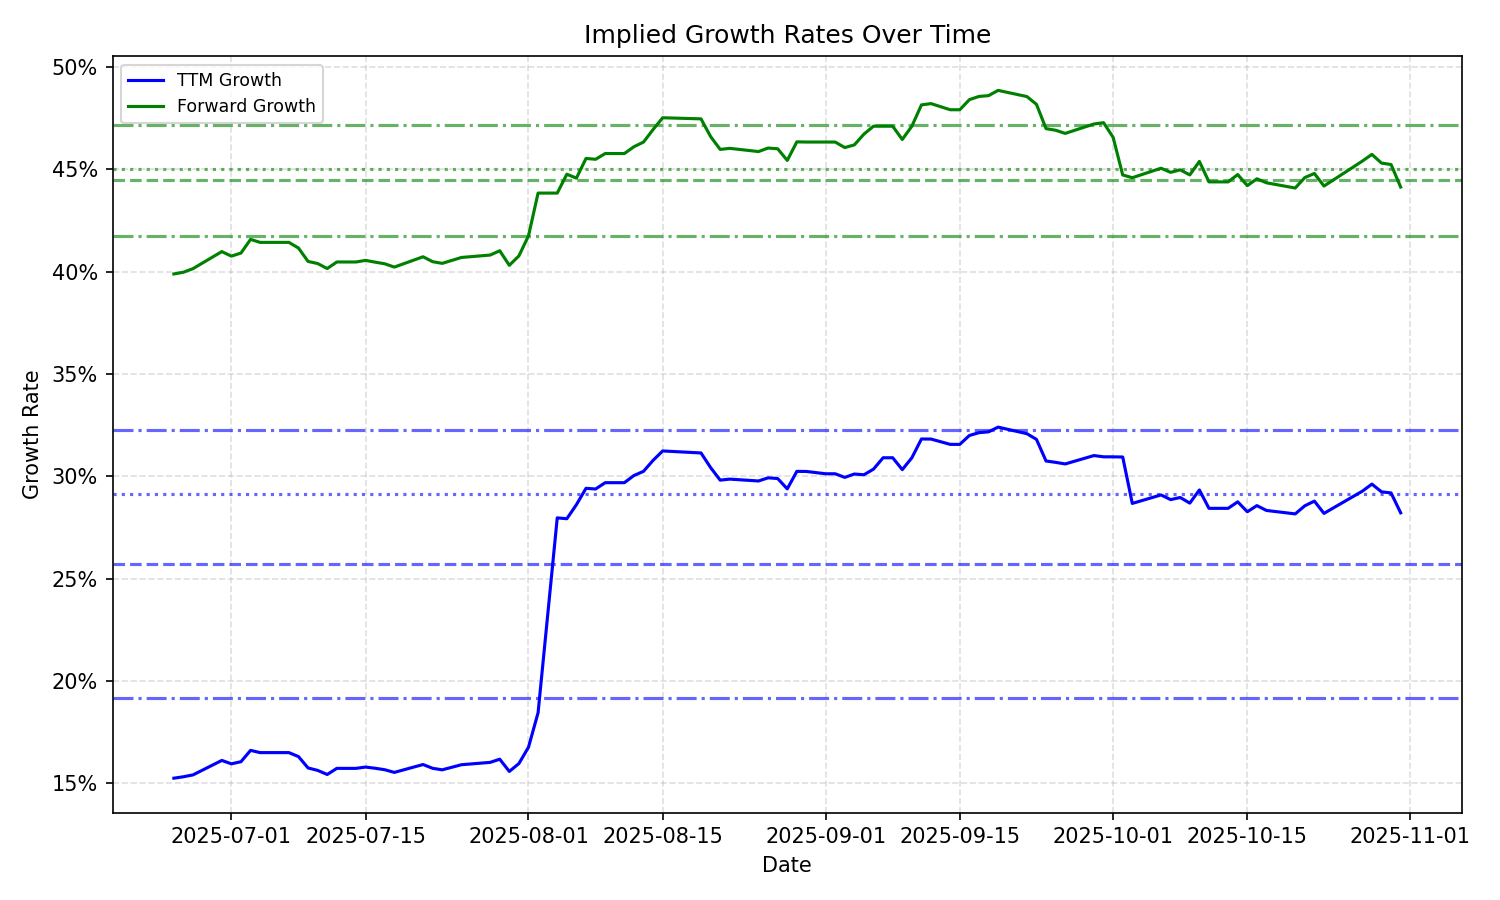 Implied Growth Rates Over Time
TTM Growth
Forward Growth
Growth Rate
50%
45%
40%
35%
30%
25%
20%
15%
2025-07-01 2025-07-15 2025-08-01 2025-08-15 2025-09-01 2025-09-15 2025-10-01 2025-10-15 2025-11-01
Date